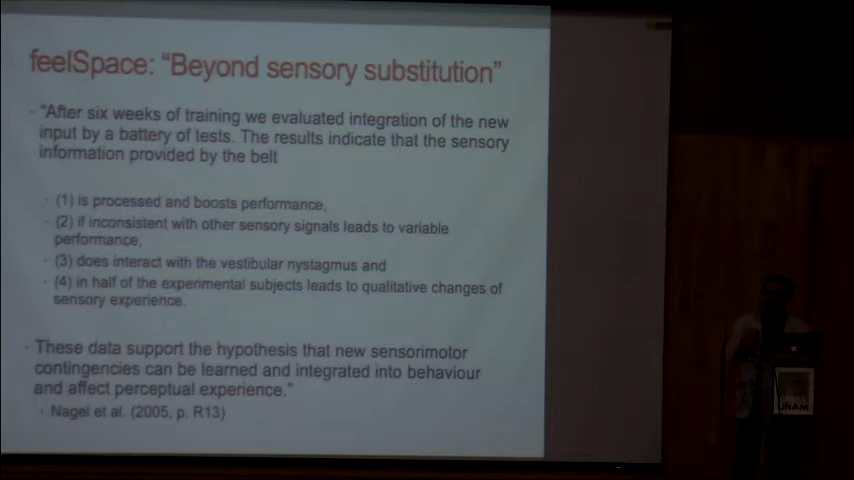 feelSpace: “Beyond sensory substitution”
“After six weeks of training we evaluated integration of the new
input by a battery of tests. The results indicate that the sensory
information provided by the belt
(1) is processed and boosts performance,
(2) if inconsistent with other sensory signals leads to variable
performance,
(3) does interact with the vestibular nystagmus and
(4) in half of the experimental subjects leads to qualitative changes of
sensory experience.
These data support the hypothesis that new sensorimotor
contingencies can be learned and integrated into behaviour
and affect perceptual experience.”
Nagel et al. (2005, p. R13)
UNAM